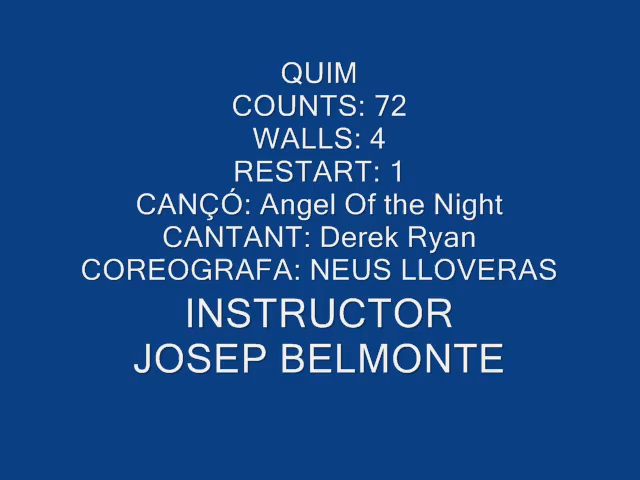 QUIM
COUNTS: 72
WALLS: 4
RESTART: 1
CANÇÓ: Angel Of the Night
CANTANT: Derek Ryan
COREOGRAFA: NEUS LLOVERAS
INSTRUCTOR
JOSEP BELMONTE